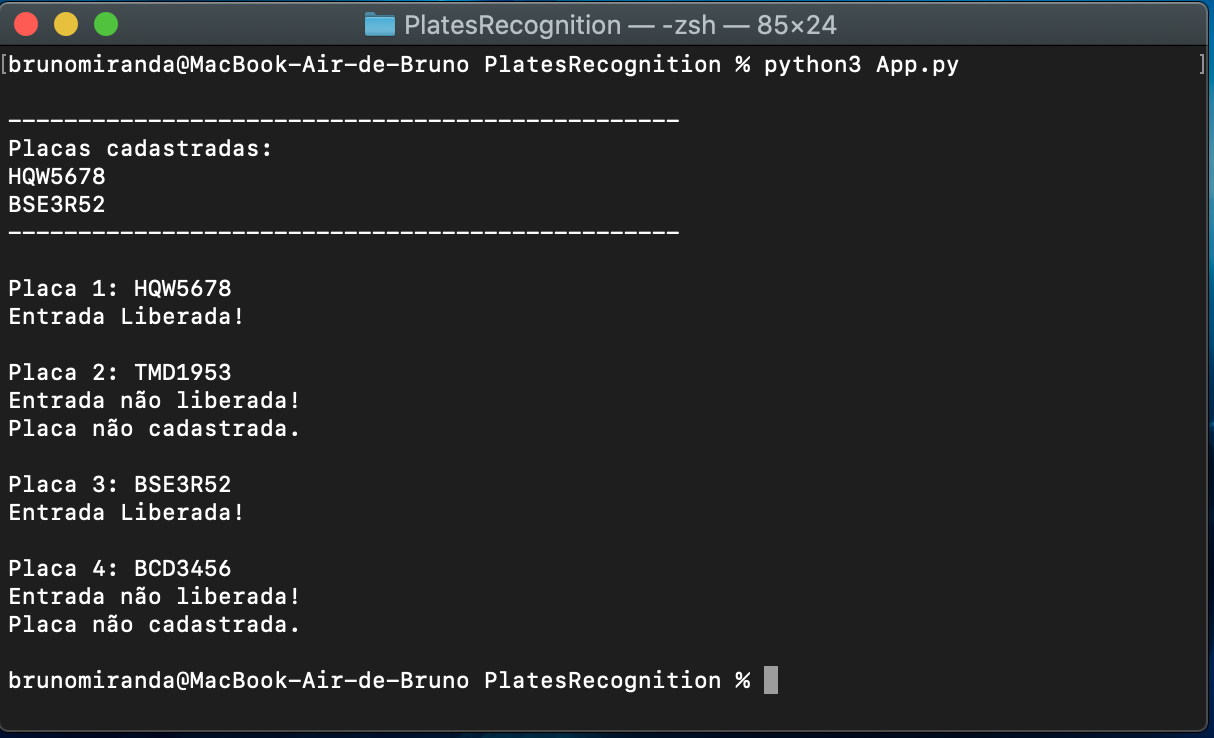 PlatesRecognition — -zsh — 85×24
[brunomiranda@MacBook-Air-de-Bruno PlatesRecognition % python3 App.py ]
------------------------------------------------
Placas cadastradas:
HQW5678
BSE3R52
------------------------------------------------
Placa 1: HQW5678
Entrada Liberada!
Placa 2: TMD1953
Entrada não liberada!
Placa não cadastrada.
Placa 3: BSE3R52
Entrada Liberada!
Placa 4: BCD3456
Entrada não liberada!
Placa não cadastrada.
brunomiranda@MacBook-Air-de-Bruno PlatesRecognition %